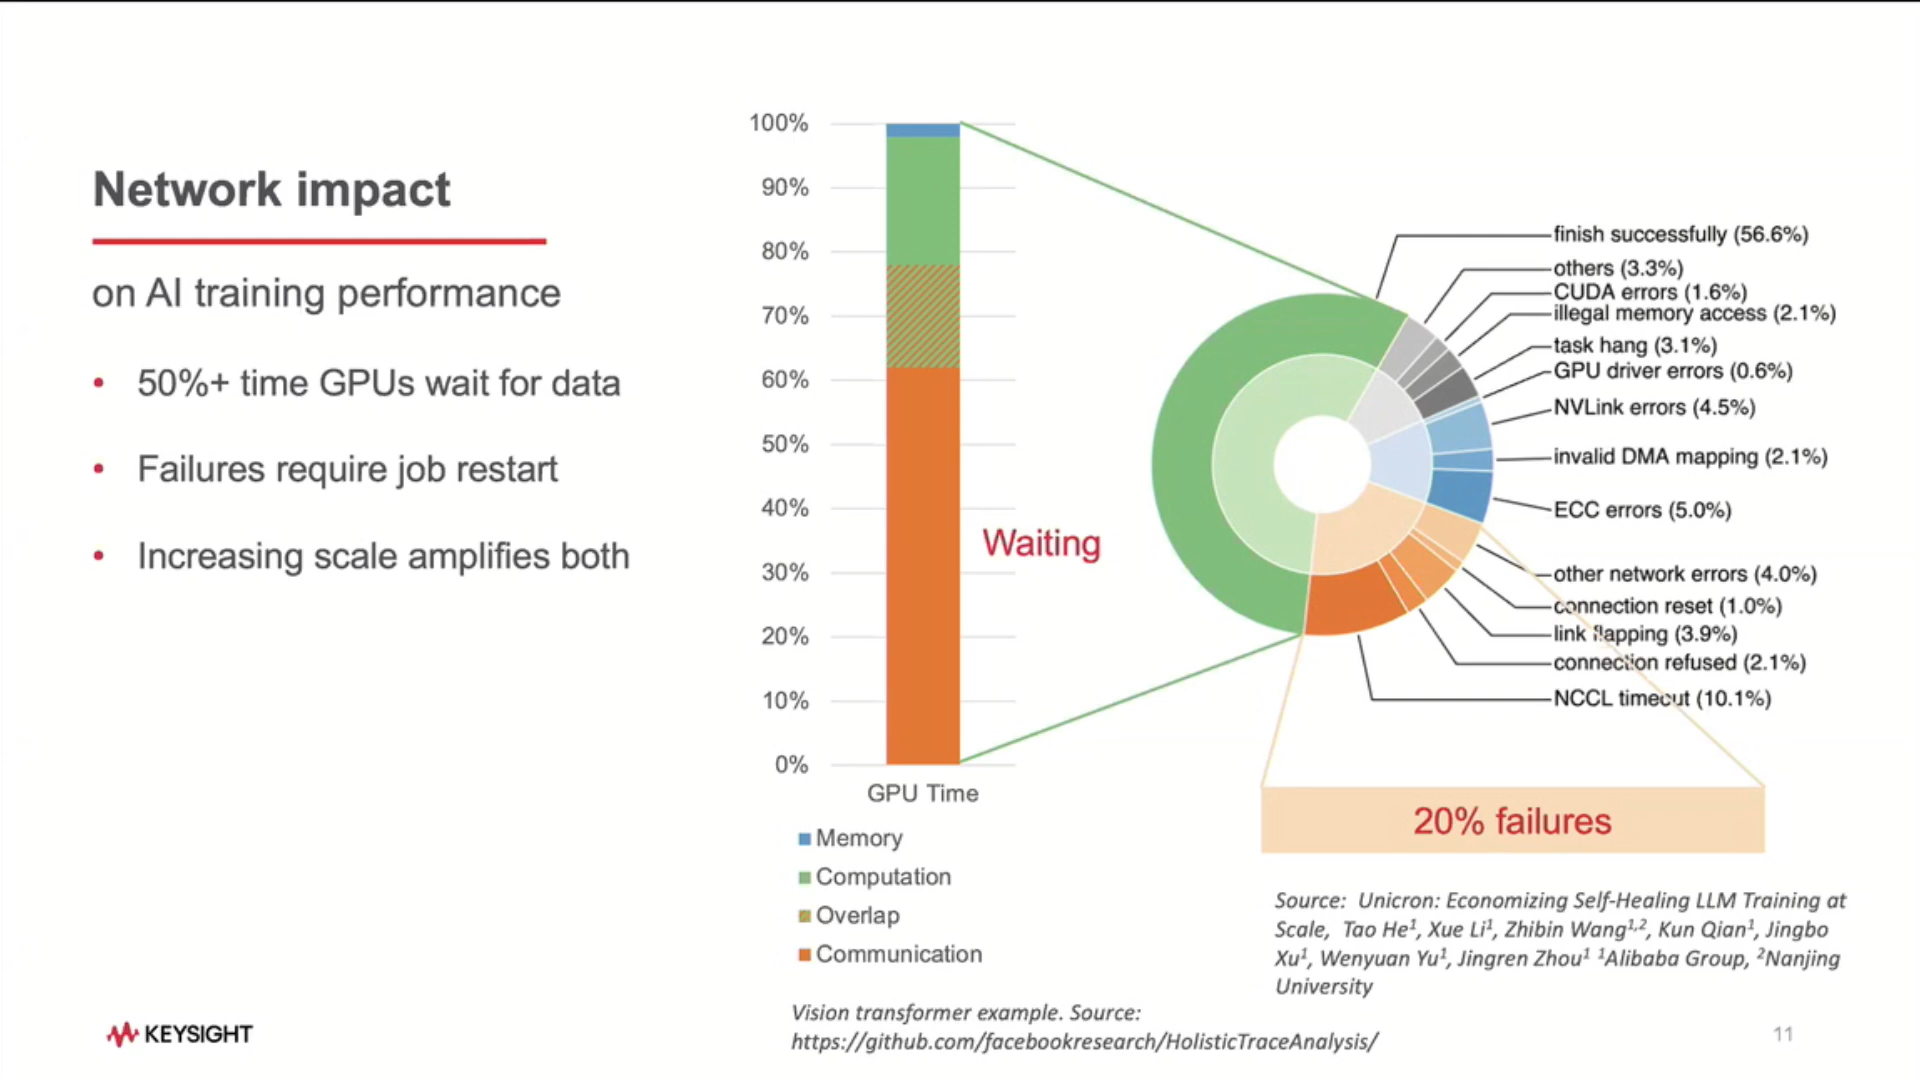 Network impact
on AI training performance
• 50%+ time GPUs wait for data
• Failures require job restart
• Increasing scale amplifies both
100%
90%
80%
70%
60%
50%
40%
30%
20%
10%
0%
GPU Time
Waiting
Memory
Computation
Overlap
Communication
Vision transformer example. Source:
https://github.com/facebookresearch/HolisticTraceAnalysis/
finish successfully (56.6%)
others (3.3%)
CUDA errors (1.6%)
illegal memory access (2.1%)
task hang (3.1%)
GPU driver errors (0.6%)
NVLink errors (4.5%)
invalid DMA mapping (2.1%)
ECC errors (5.0%)
other network errors (4.0%)
connection reset (1.0%)
link flapping (3.9%)
connection refused (2.1%)
NCCL timeout (10.1%)
20% failures
Source: Unicron: Economizing Self-Healing LLM Training at
Scale, Tao He¹, Xue Li¹, Zhibin Wang¹,², Kun Qian¹, Jingbo
Xu¹, Wenyuan Yu¹, Jingren Zhou¹ ¹Alibaba Group, ²Nanjing
University
KEYSIGHT
11